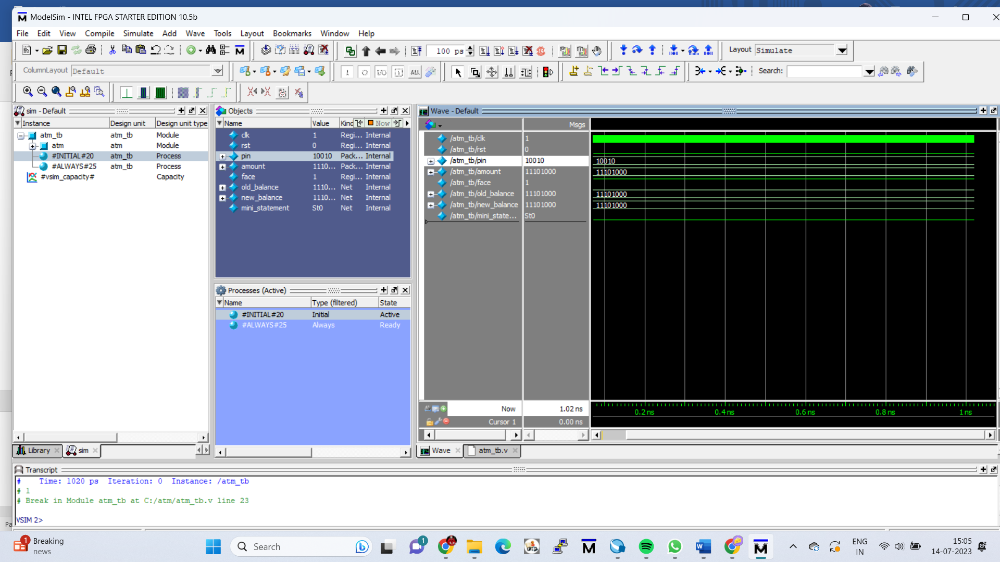 ModelSim - INTEL FPGA STARTER EDITION 10.5b
File Edit View Compile Simulate Add Wave Tools Layout Bookmarks Window Help
100 ps
Layout Simulate
ColumnLayout Default
ALL
Search:
sim - Default
Instance Design unit Design unit type
atm_tb atm_tb Module
atm atm Module
#INITIAL#20 atm_tb Process
#ALWAYS#25 atm_tb Process
#vsim_capacity# Capacity
Library
sim
Objects
Name Value Kind Now
clk 1 Regi... Internal
rst 0 Regi... Internal
pin 10010 Pack... Internal
amount 1110... Pack... Internal
face 1 Regi... Internal
old_balance 1110... Net Internal
new_balance 1110... Net Internal
mini_statement St0 Net Internal
Processes (Active)
Name Type (filtered) State
#INITIAL#20 Initial Active
#ALWAYS#25 Always Ready
Wave - Default
Msgs
/atm_tb/clk 1
/atm_tb/rst 0
/atm_tb/pin 10010 10010
/atm_tb/amount 11101000 11101000
/atm_tb/face 1
/atm_tb/old_balance 11101000 11101000
/atm_tb/new_balance 11101000 11101000
/atm_tb/mini_state... St0
Now 1.02 ns
0.2 ns 0.4 ns 0.6 ns 0.8 ns 1 ns
Cursor 1 0.00 ns
Wave
atm_tb.v
Transcript
# Time: 1020 ps Iteration: 0 Instance: /atm_tb
# 1
# Break in Module atm_tb at C:/atm/atm_tb.v line 23
VSIM 2>
Pa
1
Breaking
news
Search
1
ENG
IN
15:05
14-07-2023